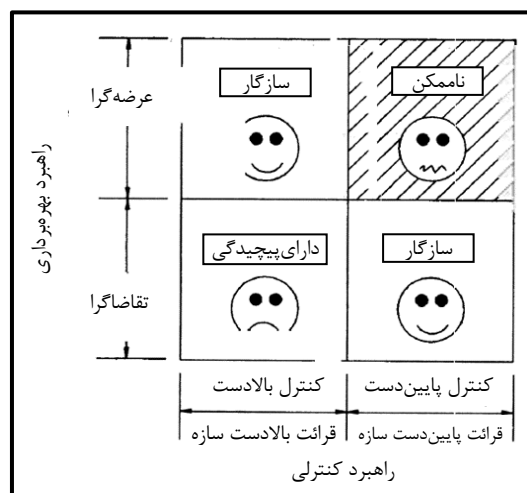 ناممکن
سازگار
عرضه‌گرا
راهبرد بهره‌برداری
سازگار
دارای‌پیچیدگی
تقاضاگرا
کنترل پایین‌دست
کنترل بالادست
قرائت پایین‌دست سازه
قرائت بالادست سازه
راهبرد کنترلی